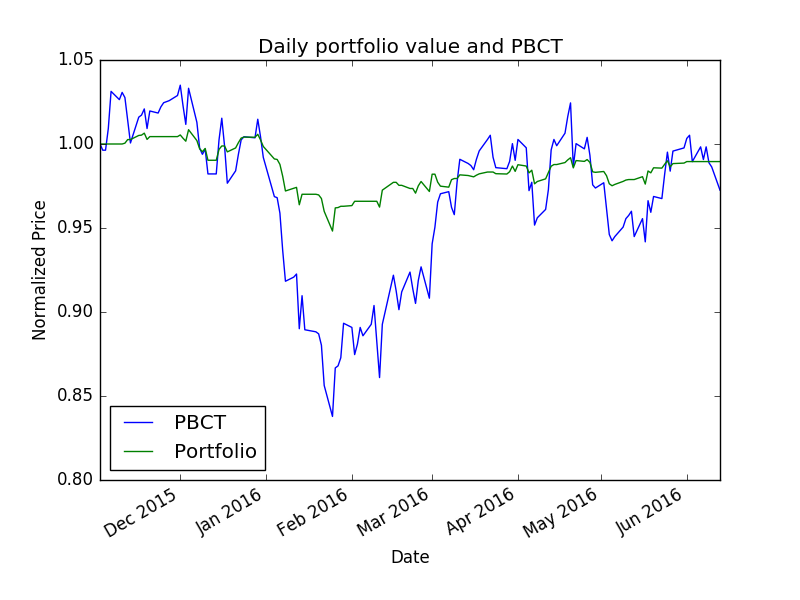 Daily portfolio value and PBCT
1.05
1.00
0.95
0.90
0.85
0.80
Normalized Price
PBCT
Portfolio
Dec 2015
Jan 2016
Feb 2016
Mar 2016
Apr 2016
May 2016
Jun 2016
Date